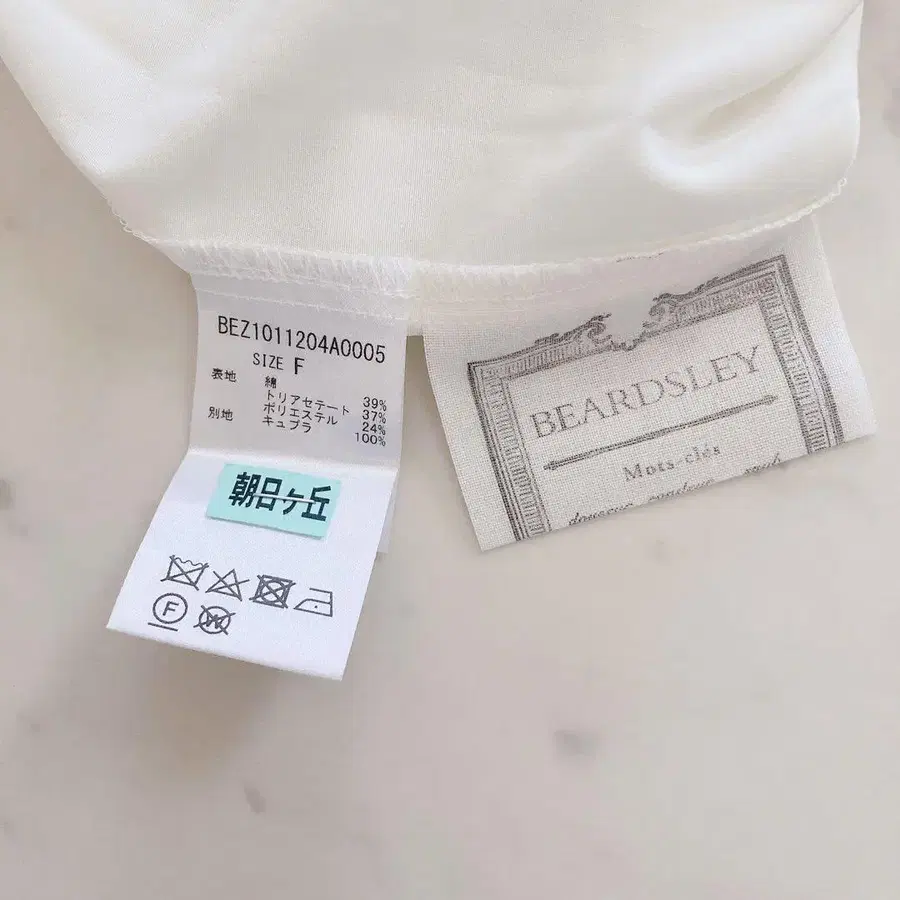 BEZ1011204A0005
SIZE F
表地 綿 39%
トリアセテート 37%
ポリエステル 24%
別地 キュプラ 100%
朝日ヶ丘
F
W
BEARDSLEY
Mots-clés